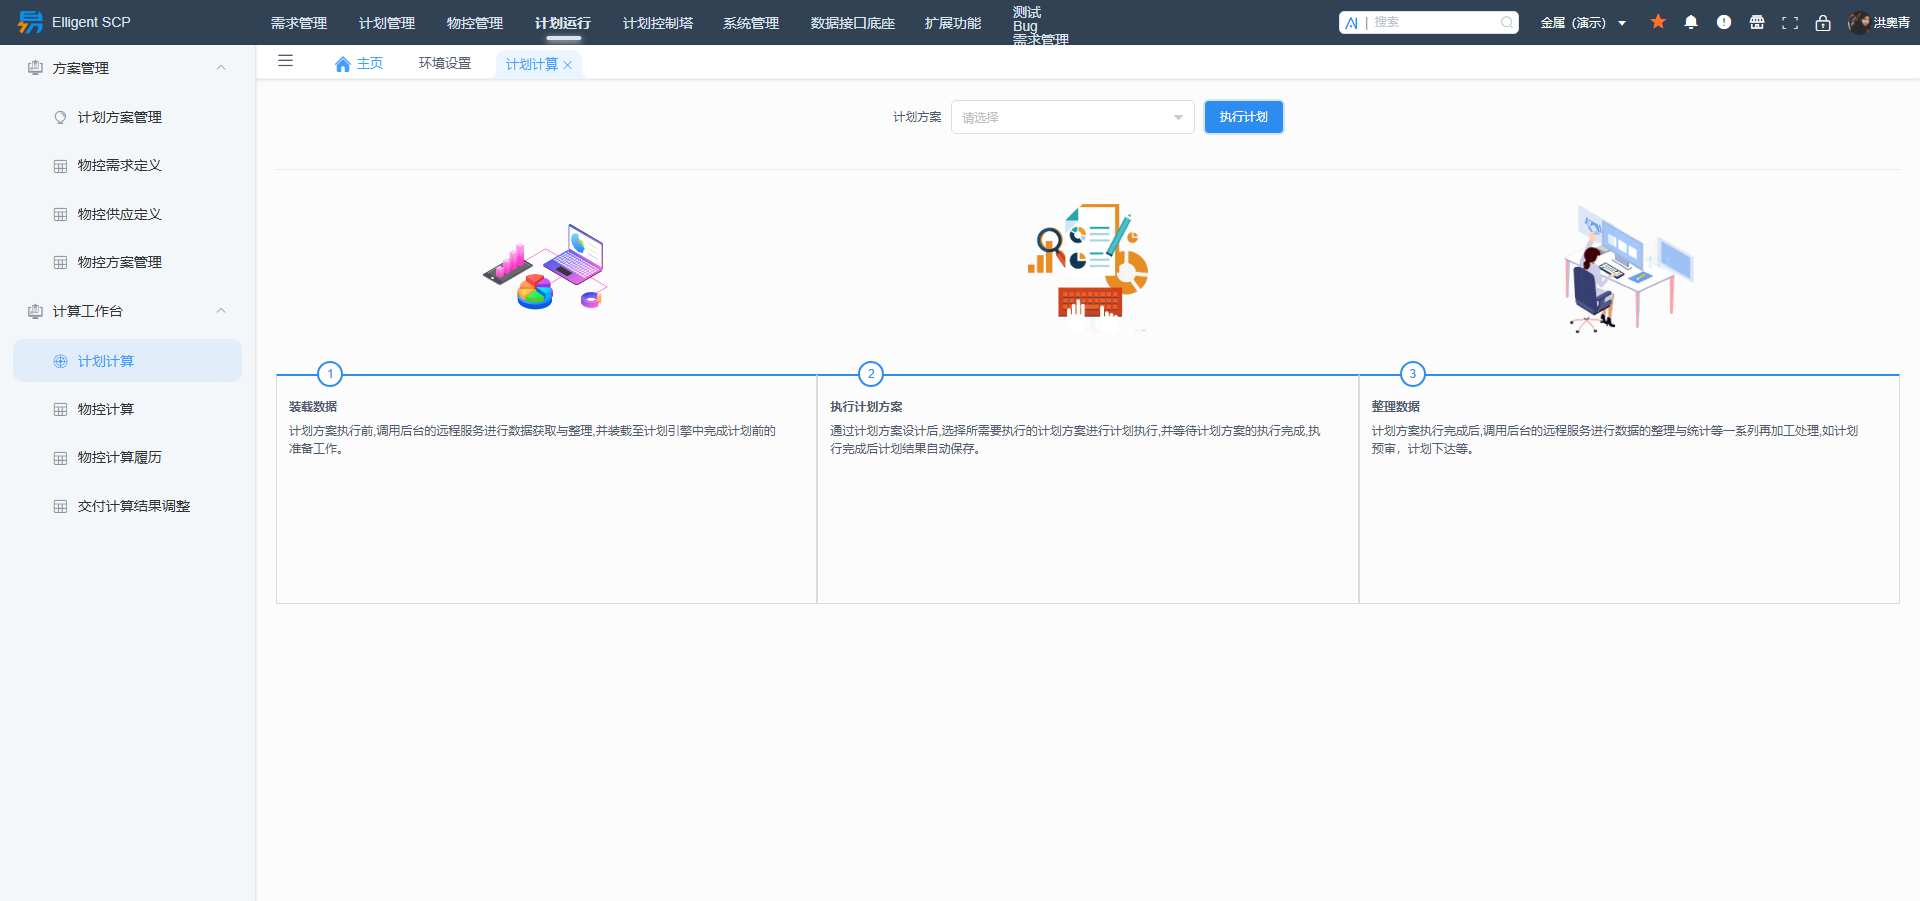 Elligent SCP
需求管理
计划管理
物控管理
计划运行
计划控制塔
系统管理
数据接口底座
扩展功能
测试
Bug
需求管理
AI | 搜索
金属（演示）
洪奥青
方案管理
计划方案管理
物控需求定义
物控供应定义
物控方案管理
计算工作台
计划计算
物控计算
物控计算履历
交付计算结果调整
主页
环境设置
计划计算
计划方案
请选择
执行计划
1
装载数据
计划方案执行前,调用后台的远程服务进行数据获取与整理,并装载至计划引擎中完成计划前的
准备工作。
2
执行计划方案
通过计划方案设计后,选择所需要执行的计划方案进行计划执行,并等待计划方案的执行完成,执
行完成后计划结果自动保存。
3
整理数据
计划方案执行完成后,调用后台的远程服务进行数据的整理与统计等一系列再加工处理,如计划
预审，计划下达等。